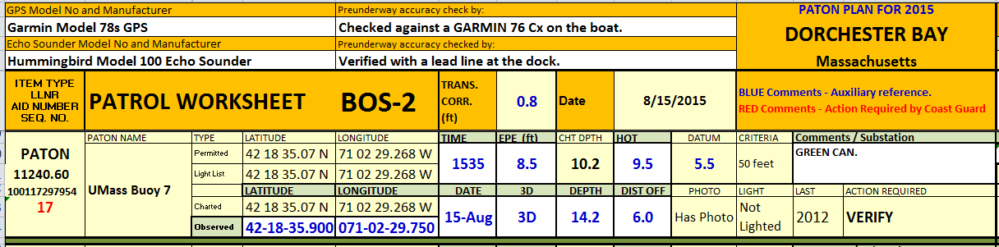 GPS Model No and Manufacturer
Preunderway accuracy check by:
PATON PLAN FOR 2015
Garmin Model 78s GPS
Checked against a GARMIN 76 Cx on the boat.
DORCHESTER BAY
Echo Sounder Model No and Manufacturer
Preunderway accuracy checked by:
Hummingbird Model 100 Echo Sounder
Verified with a lead line at the dock.
Massachusetts
ITEM TYPE
LLNR
AID NUMBER
SEQ. NO.
PATROL WORKSHEET BOS-2
TRANS.
CORR.
(ft)
0.8
Date
8/15/2015
BLUE Comments - Auxiliary reference.
RED Comments - Action Required by Coast Guard
PATON NAME TYPE LATITUDE LONGITUDE TIME EPE (ft) CHT DPTH HOT DATUM CRITERIA Comments / Substation
PATON
11240.60
100117297954
17
UMass Buoy 7
Permitted 42 18 35.07 N 71 02 29.268 W
Light List 42 18 35.07 N 71 02 29.268 W
1535 8.5 10.2 9.5 5.5 50 feet GREEN CAN.
LATITUDE LONGITUDE DATE 3D DEPTH DIST OFF PHOTO LIGHT LAST ACTION REQUIRED
Charted 42 18 35.07 N 71 02 29.268 W
Observed 42-18-35.900 071-02-29.750
15-Aug 3D 14.2 6.0 Has Photo Not
Lighted 2012 VERIFY